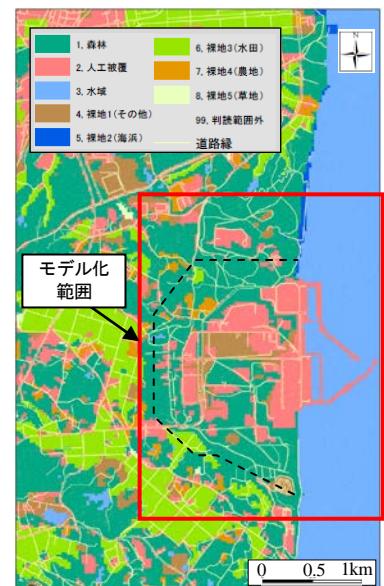 1. 森林
2. 人工被覆
3. 水域
4. 裸地1(その他)
5. 裸地2(海浜)
6. 裸地3(水田)
7. 裸地4(農地)
8. 裸地5(草地)
99. 判読範囲外
道路縁
モデル化
範囲
0 0.5 1km